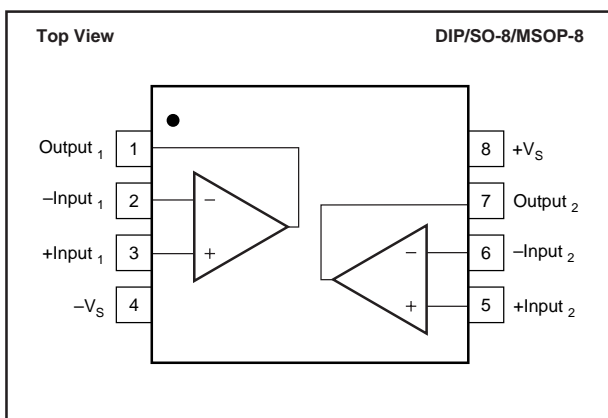 Top View
DIP/SO-8/MSOP-8
Output 1
1
–Input 1
2
+Input 1
3
–VS
4
−
+
8
+VS
7
Output 2
6
–Input 2
5
+Input 2
−
+